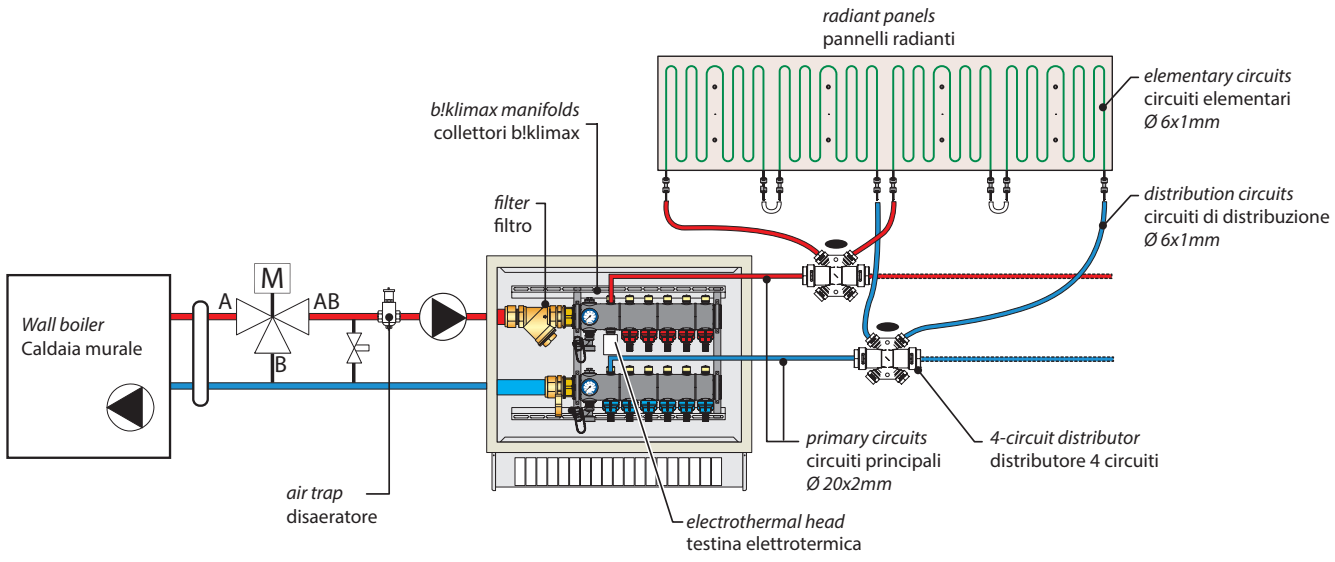 radiant panels
pannelli radianti
elementary circuits
circuiti elementari
Ø 6x1mm
b!klimax manifolds
collettori b!klimax
filter
filtro
distribution circuits
circuiti di distribuzione
Ø 6x1mm
M
A
AB
B
Wall boiler
Caldaia murale
primary circuits
circuiti principali
Ø 20x2mm
4-circuit distributor
distributore 4 circuiti
air trap
disaeratore
electrothermal head
testina elettrotermica